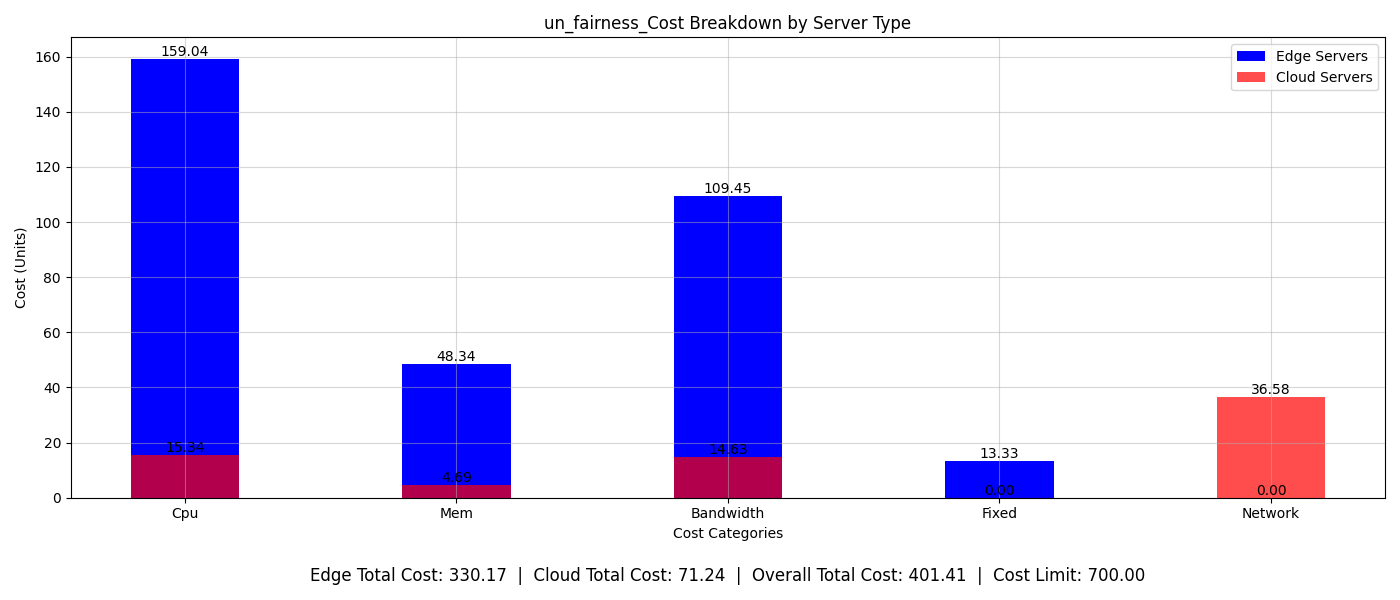 un_fairness_Cost Breakdown by Server Type
Edge Servers
Cloud Servers
Cost (Units)
160
140
120
100
80
60
40
20
0
159.04
15.34
48.34
4.69
109.45
14.63
13.33
0.00
36.58
0.00
Cpu Mem Bandwidth Fixed Network
Cost Categories
Edge Total Cost: 330.17 | Cloud Total Cost: 71.24 | Overall Total Cost: 401.41 | Cost Limit: 700.00